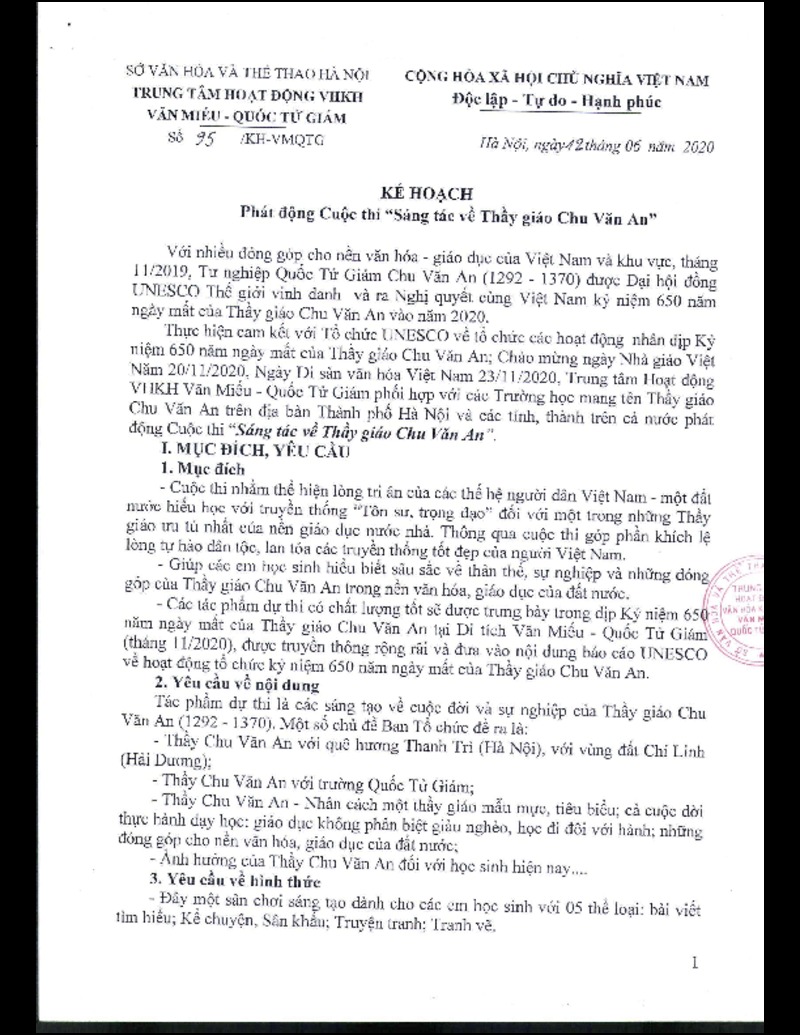 SỞ VĂN HÓA VÀ THỂ THAO HÀ NỘI
TRUNG TÂM HOẠT ĐỘNG VHKH
VĂN MIẾU - QUỐC TỬ GIÁM
Số 95 /KH-VMQTG
CỘNG HÒA XÃ HỘI CHỦ NGHĨA VIỆT NAM
Độc lập - Tự do - Hạnh phúc
Hà Nội, ngày 12 tháng 06 năm 2020
KẾ HOẠCH
Phát động Cuộc thi “Sáng tác về Thầy giáo Chu Văn An”
Với nhiều đóng góp cho nền văn hóa - giáo dục của Việt Nam và khu vực, tháng
11/2019, Tư nghiệp Quốc Tử Giám Chu Văn An (1292 - 1370) được Đại hội đồng
UNESCO Thế giới vinh danh và ra Nghị quyết cùng Việt Nam kỷ niệm 650 năm
ngày mất của Thầy giáo Chu Văn An vào năm 2020.
Thực hiện cam kết với Tổ chức UNESCO về tổ chức các hoạt động nhân dịp Kỷ
niệm 650 năm ngày mất của Thầy giáo Chu Văn An; Chào mừng ngày Nhà giáo Việt
Năm 20/11/2020, Ngày Di sản văn hóa Việt Nam 23/11/2020, Trung tâm Hoạt động
VHKH Văn Miếu - Quốc Tử Giám phối hợp với các Trường học mang tên Thầy giáo
Chu Văn An trên địa bàn Thành phố Hà Nội và các tỉnh, thành trên cả nước phát
động Cuộc thi “Sáng tác về Thầy giáo Chu Văn An”.
I. MỤC ĐÍCH, YÊU CẦU
1. Mục đích
- Cuộc thi nhằm thể hiện lòng tri ân của các thế hệ người dân Việt Nam - một đất
nước hiếu học với truyền thống “Tôn sư, trọng đạo” đối với một trong những Thầy
giáo ưu tú nhất của nền giáo dục nước nhà. Thông qua cuộc thi góp phần khích lệ
lòng tự hào dân tộc, lan tỏa các truyền thống tốt đẹp của người Việt Nam.
- Giúp các em học sinh hiểu biết sâu sắc về thân thế, sự nghiệp và những đóng
góp của Thầy giáo Chu Văn An trong nền văn hóa, giáo dục của đất nước.
- Các tác phẩm dự thi có chất lượng tốt sẽ được trưng bày trong dịp Kỷ niệm 650
năm ngày mất của Thầy giáo Chu Văn An tại Di tích Văn Miếu - Quốc Tử Giám
(tháng 11/2020), được truyền thông rộng rãi và đưa vào nội dung báo cáo UNESCO
về hoạt động tổ chức kỷ niệm 650 năm ngày mất của Thầy giáo Chu Văn An.
2. Yêu cầu về nội dung
Tác phẩm dự thi là các sáng tạo về cuộc đời và sự nghiệp của Thầy giáo Chu
Văn An (1292 - 1370). Một số chủ đề Ban Tổ chức đề ra là:
- Thầy Chu Văn An với quê hương Thanh Trì (Hà Nội), với vùng đất Chí Linh
(Hải Dương);
- Thầy Chu Văn An với trường Quốc Tử Giám;
- Thầy Chu Văn An - Nhân cách một thầy giáo mẫu mực, tiêu biểu; cả cuộc đời
thực hành dạy học: giáo dục không phân biệt giàu nghèo, học đi đôi với hành; những
đóng góp cho nền văn hóa, giáo dục của đất nước;
- Ảnh hưởng của Thầy Chu Văn An đối với học sinh hiện nay....
3. Yêu cầu về hình thức
- Đây một sân chơi sáng tạo dành cho các em học sinh với 05 thể loại: bài viết
tìm hiểu; Kể chuyện, Sân khấu; Truyện tranh; Tranh vẽ.
1